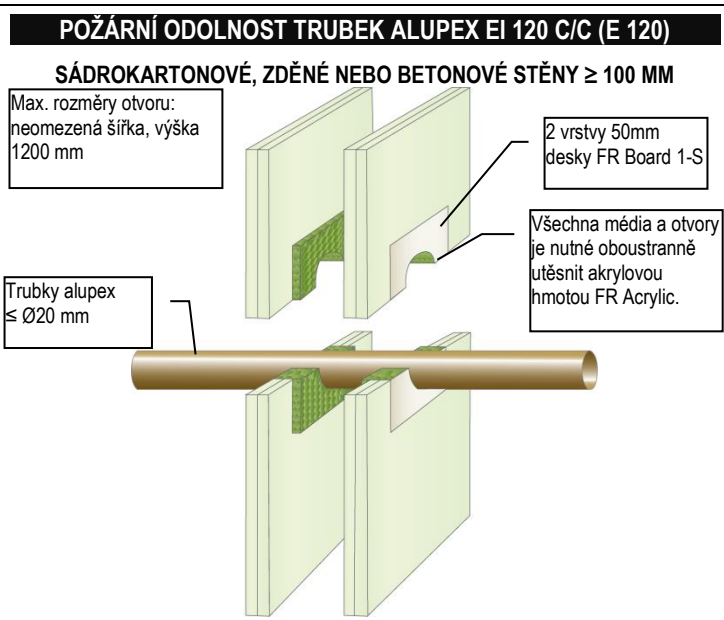 POŽÁRNÍ ODOLNOST TRUBEK ALUPEX EI 120 C/C (E 120)
SÁDROKARTONOVÉ, ZDĚNÉ NEBO BETONOVÉ STĚNY ≥ 100 MM
Max. rozměry otvoru:
neomezená šířka, výška
1200 mm
2 vrstvy 50mm
desky FR Board 1-S
Všechna média a otvory
je nutné oboustranně
utěsnit akrylovou
hmotou FR Acrylic.
Trubky alupex
≤ Ø20 mm